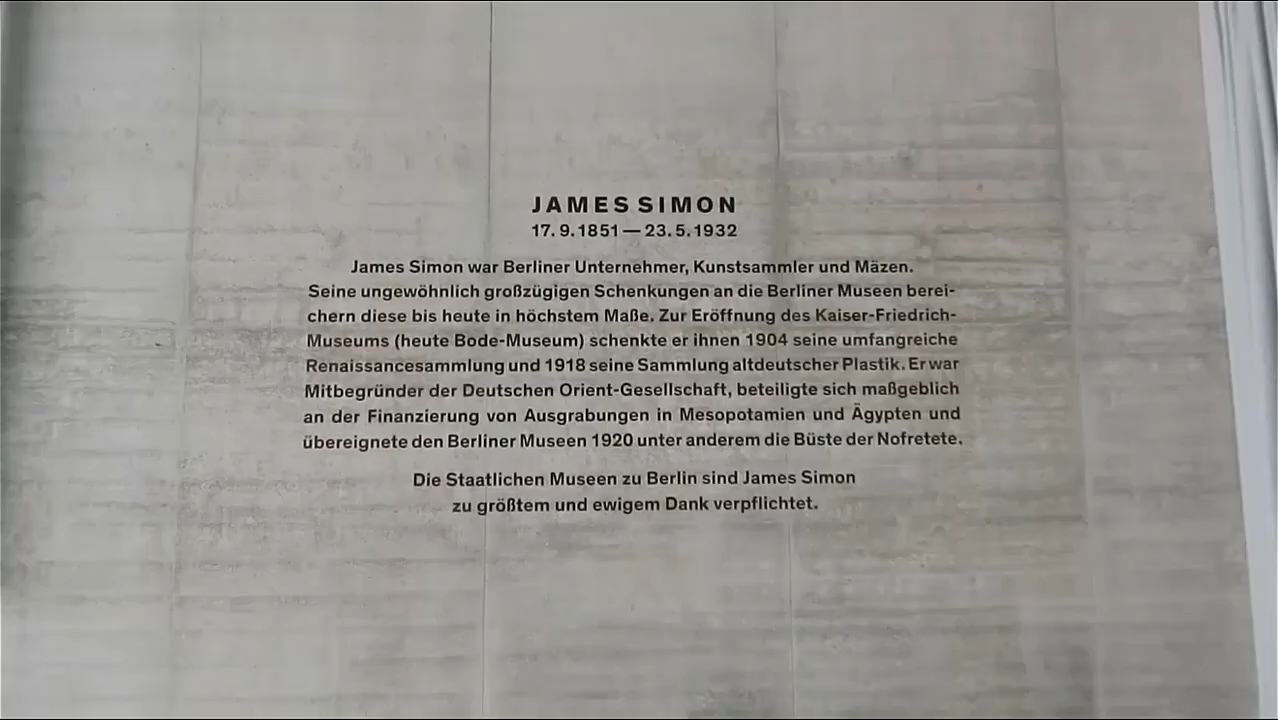 JAMES SIMON
17. 9. 1851 — 23. 5. 1932
James Simon war Berliner Unternehmer, Kunstsammler und Mäzen.
Seine ungewöhnlich großzügigen Schenkungen an die Berliner Museen berei-
chern diese bis heute in höchstem Maße. Zur Eröffnung des Kaiser-Friedrich-
Museums (heute Bode-Museum) schenkte er ihnen 1904 seine umfangreiche
Renaissancesammlung und 1918 seine Sammlung altdeutscher Plastik. Er war
Mitbegründer der Deutschen Orient-Gesellschaft, beteiligte sich maßgeblich
an der Finanzierung von Ausgrabungen in Mesopotamien und Ägypten und
übereignete den Berliner Museen 1920 unter anderem die Büste der Nofretete.
Die Staatlichen Museen zu Berlin sind James Simon
zu größtem und ewigem Dank verpflichtet.